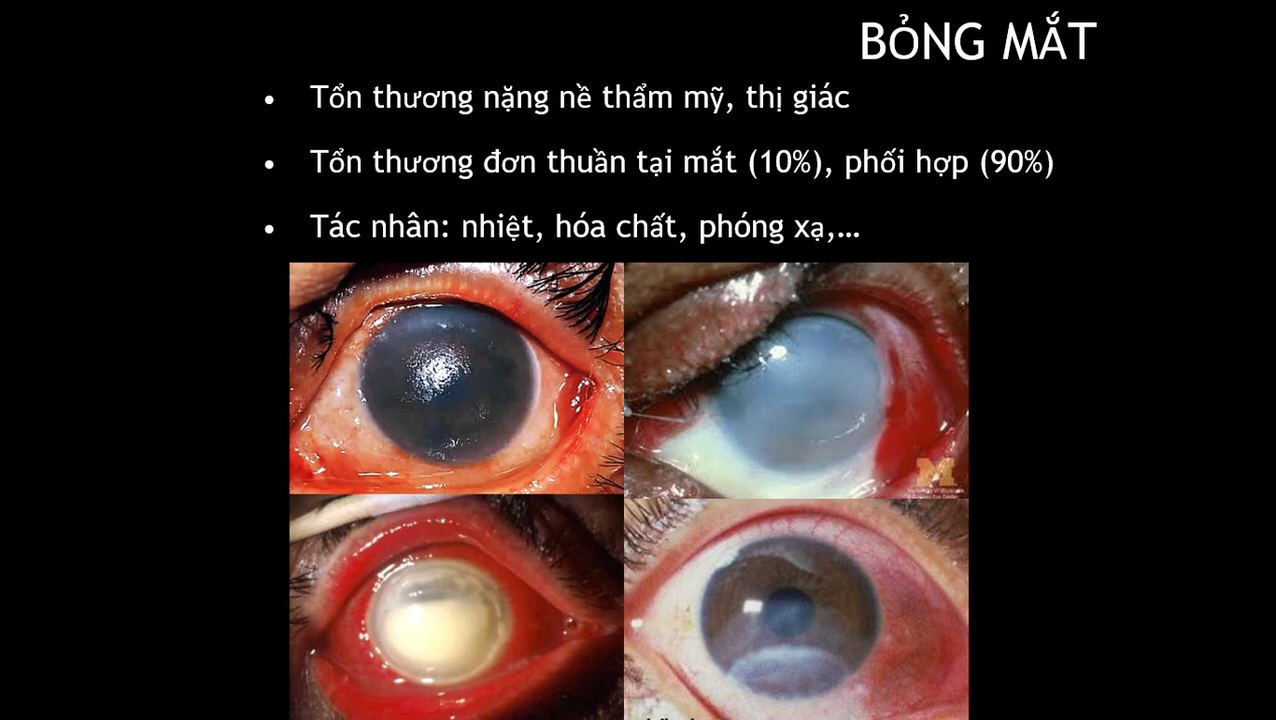 BỎNG MẮT
• Tổn thương nặng nề thẩm mỹ, thị giác
• Tổn thương đơn thuần tại mắt (10%), phối hợp (90%)
• Tác nhân: nhiệt, hóa chất, phóng xạ,...
M